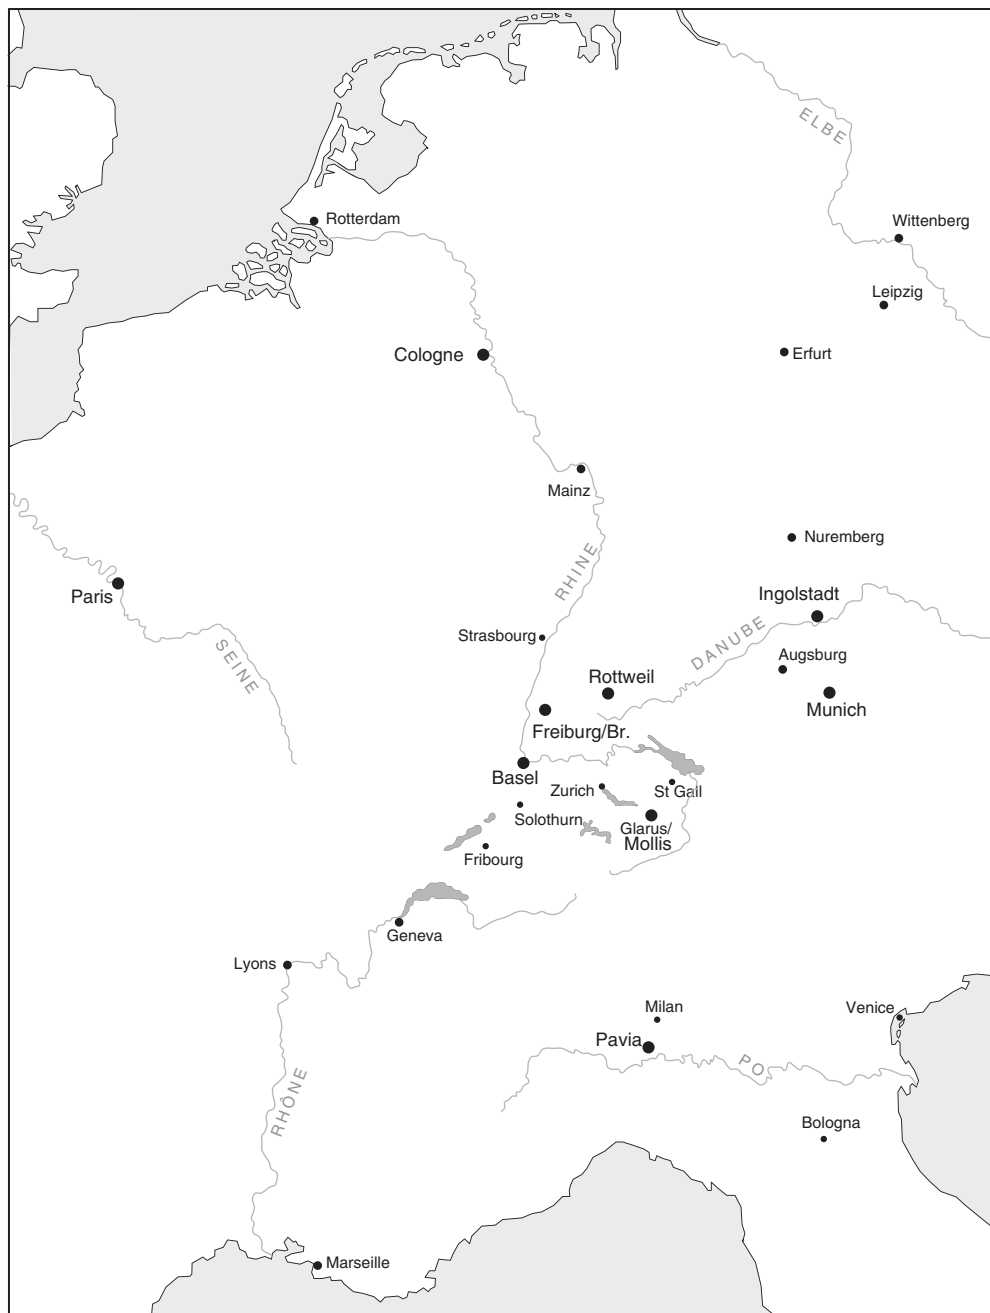 ELBE
Rotterdam
Wittenberg
Leipzig
Cologne
Erfurt
Mainz
Nuremberg
RHINE
Paris
Ingolstadt
Strasbourg
DANUBE
SEINE
Augsburg
Rottweil
Munich
Freiburg/Br.
Basel
Zurich
St Gall
Solothurn
Glarus/
Mollis
Fribourg
Geneva
Lyons
Milan
Venice
Pavia
PO
RHÔNE
Bologna
Marseille